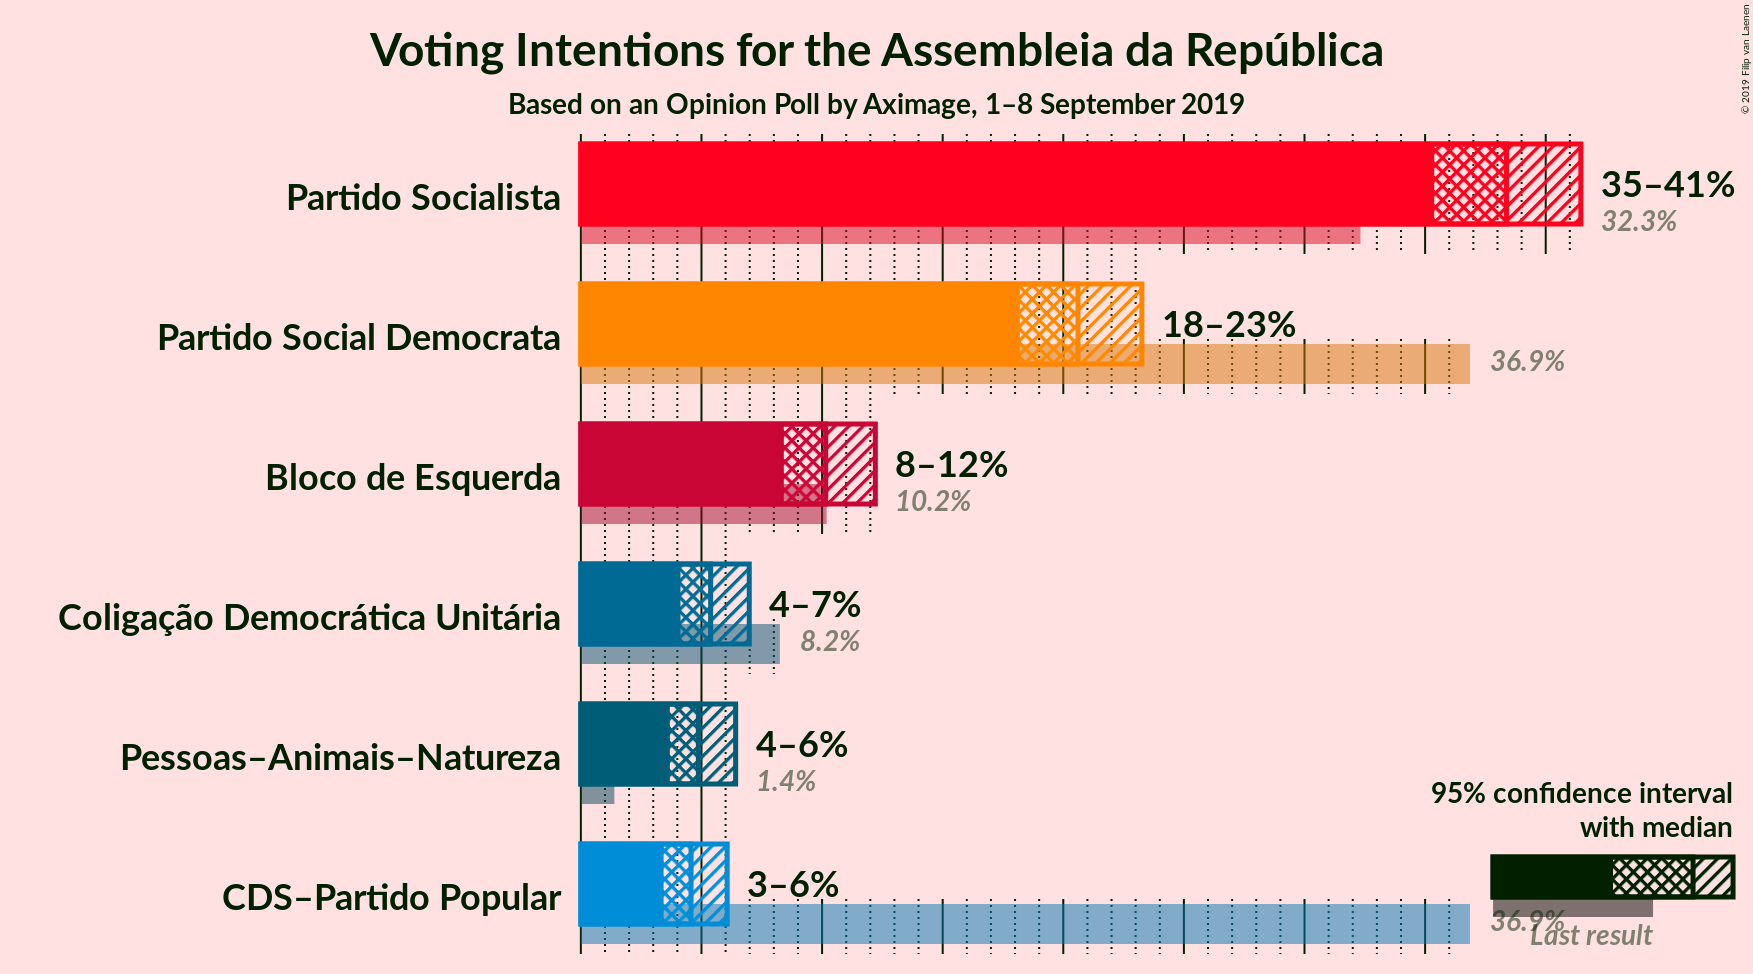 Voting Intentions for the Assembleia da República
Based on an Opinion Poll by Aximage, 1–8 September 2019
© 2019 Filip van Laenen
Partido Socialista
35–41%
32.3%
Partido Social Democrata
18–23%
36.9%
Bloco de Esquerda
8–12%
10.2%
Coligação Democrática Unitária
4–7%
8.2%
Pessoas–Animais–Natureza
4–6%
1.4%
CDS–Partido Popular
3–6%
36.9%
95% confidence interval
with median
Last result